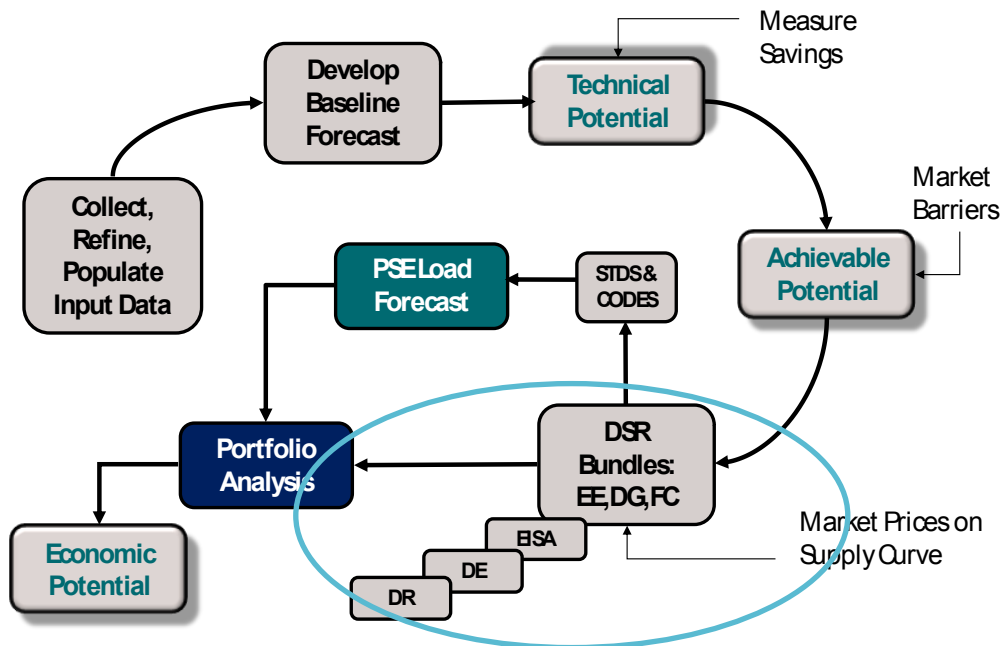 Measure
Savings
Develop
Baseline
Forecast
Technical
Potential
Market
Barriers
Collect,
Refine,
Populate
Input Data
PSE Load
Forecast
STDS &
CODES
Achievable
Potential
Portfolio
Analysis
DSR
Bundles:
EE, DG, FC
Market Prices on
Supply Curve
EISA
DE
DR
Economic
Potential